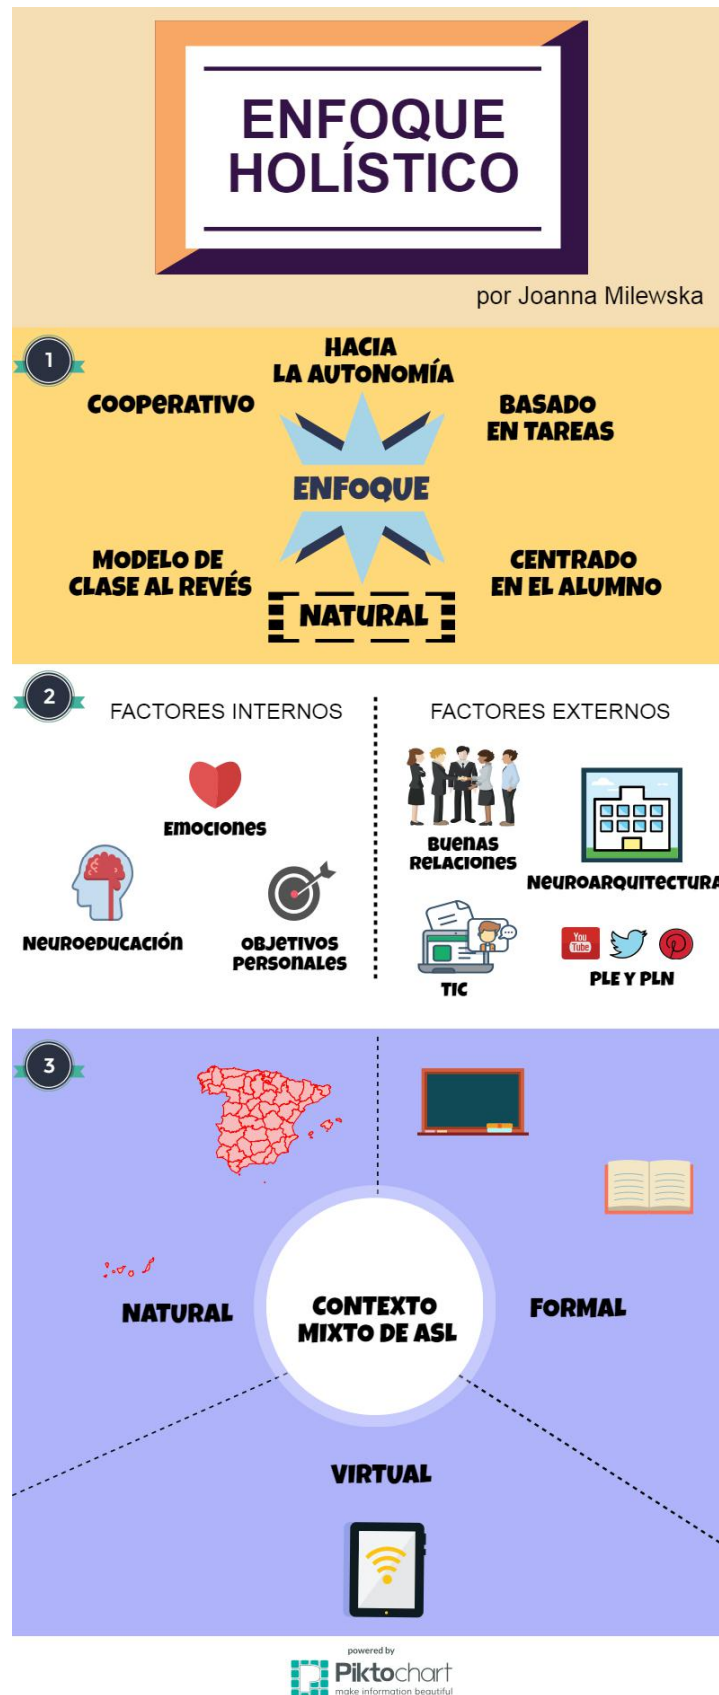 ENFOQUE
HOLÍSTICO
por Joanna Milewska
1
HACIA
LA AUTONOMÍA
COOPERATIVO
BASADO
EN TAREAS
ENFOQUE
MODELO DE
CLASE AL REVÉS
CENTRADO
EN EL ALUMNO
NATURAL
2
FACTORES INTERNOS
EMOCIONES
NEUROEDUCACIÓN
OBJETIVOS
PERSONALES
FACTORES EXTERNOS
BUENAS
RELACIONES
NEUROARQUITECTURA
TIC
You
Tube
PLE Y PLN
3
NATURAL
CONTEXTO
MIXTO DE ASL
FORMAL
VIRTUAL
powered by
Piktochart
make information beautiful